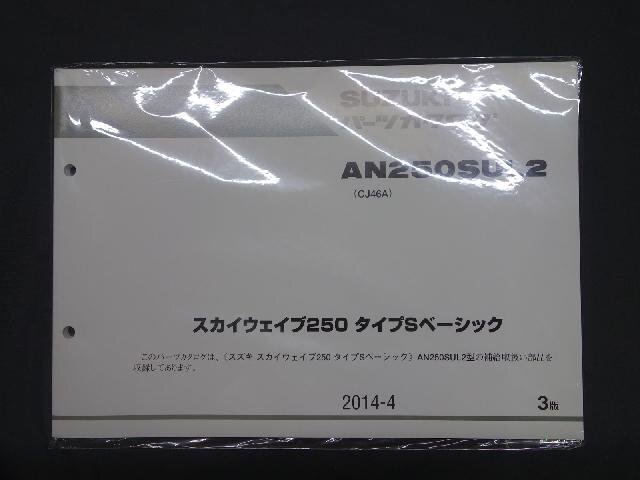 SUZUKI
パーツカタログ
AN250SUL2
(CJ46A)
スカイウェイブ250 タイプSベーシック
このパーツカタログは、(スズキ スカイウェイブ250 タイプSベーシック) AN250SUL2型の補給取扱い部品を
収録してあります。
2014-4
3版